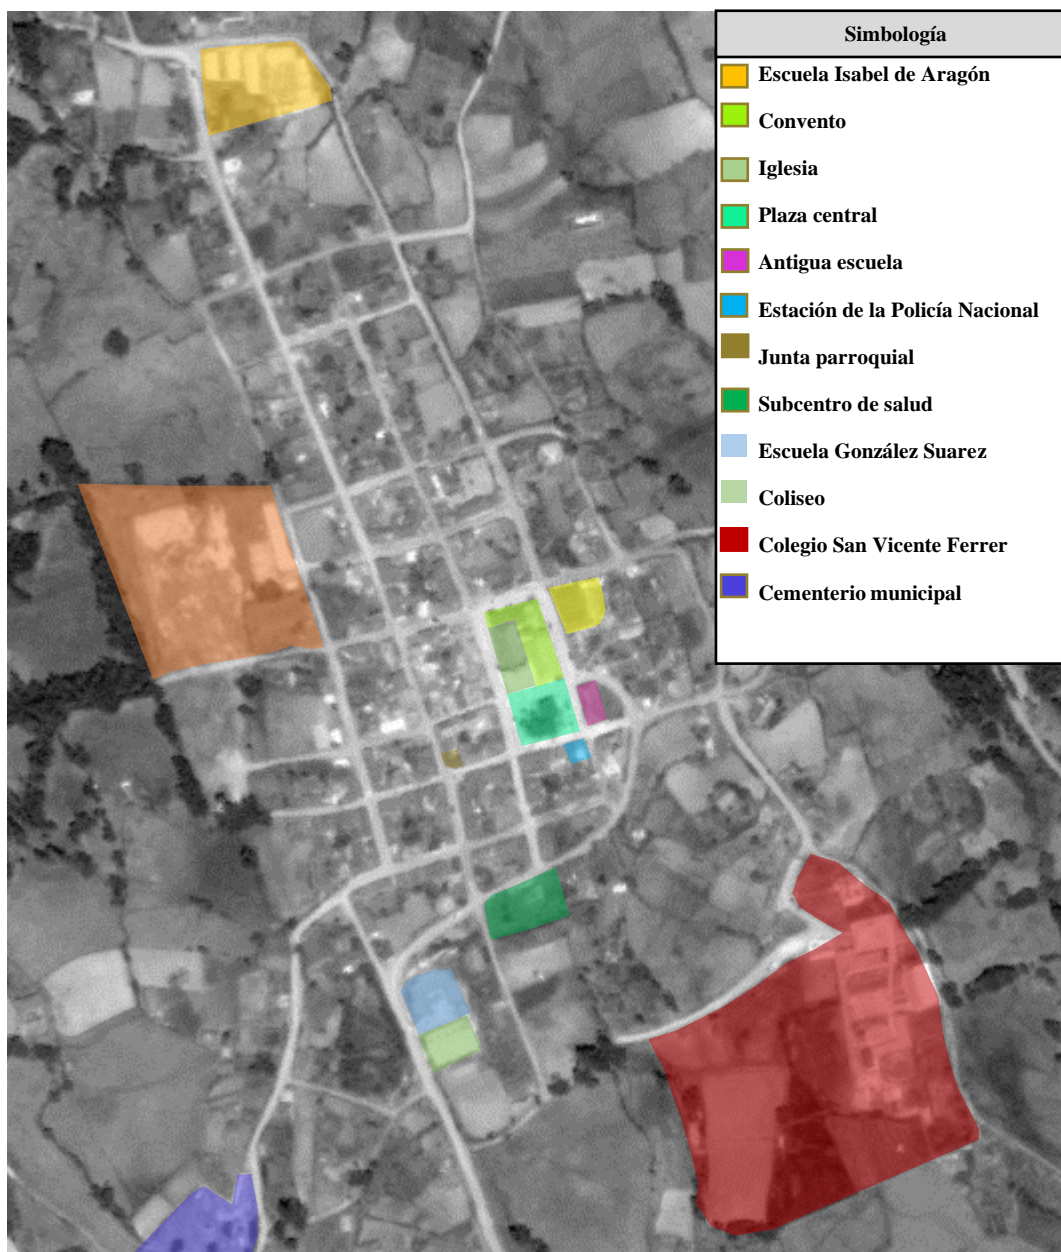 Simbología
Escuela Isabel de Aragón
Convento
Iglesia
Plaza central
Antigua escuela
Estación de la Policía Nacional
Junta parroquial
Subcentro de salud
Escuela González Suarez
Coliseo
Colegio San Vicente Ferrer
Cementerio municipal